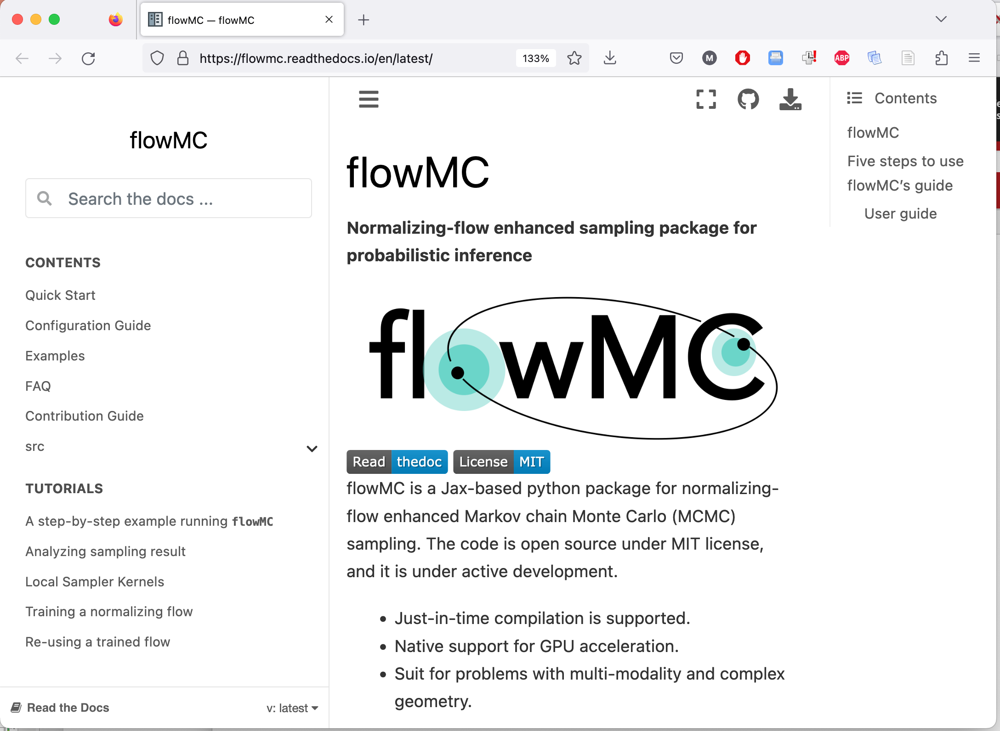 flowMC — flowMC
https://flowmc.readthedocs.io/en/latest/
133%
M
ABP
flowMC
Search the docs ...
CONTENTS
Quick Start
Configuration Guide
Examples
FAQ
Contribution Guide
src
TUTORIALS
A step-by-step example running flowMC
Analyzing sampling result
Local Sampler Kernels
Training a normalizing flow
Re-using a trained flow
Read the Docs
v: latest
flowMC
Normalizing-flow enhanced sampling package for
probabilistic inference
flowMC
Read thedoc License MIT
flowMC is a Jax-based python package for normalizing-
flow enhanced Markov chain Monte Carlo (MCMC)
sampling. The code is open source under MIT license,
and it is under active development.
• Just-in-time compilation is supported.
• Native support for GPU acceleration.
• Suit for problems with multi-modality and complex
geometry.
Contents
flowMC
Five steps to use
flowMC’s guide
User guide